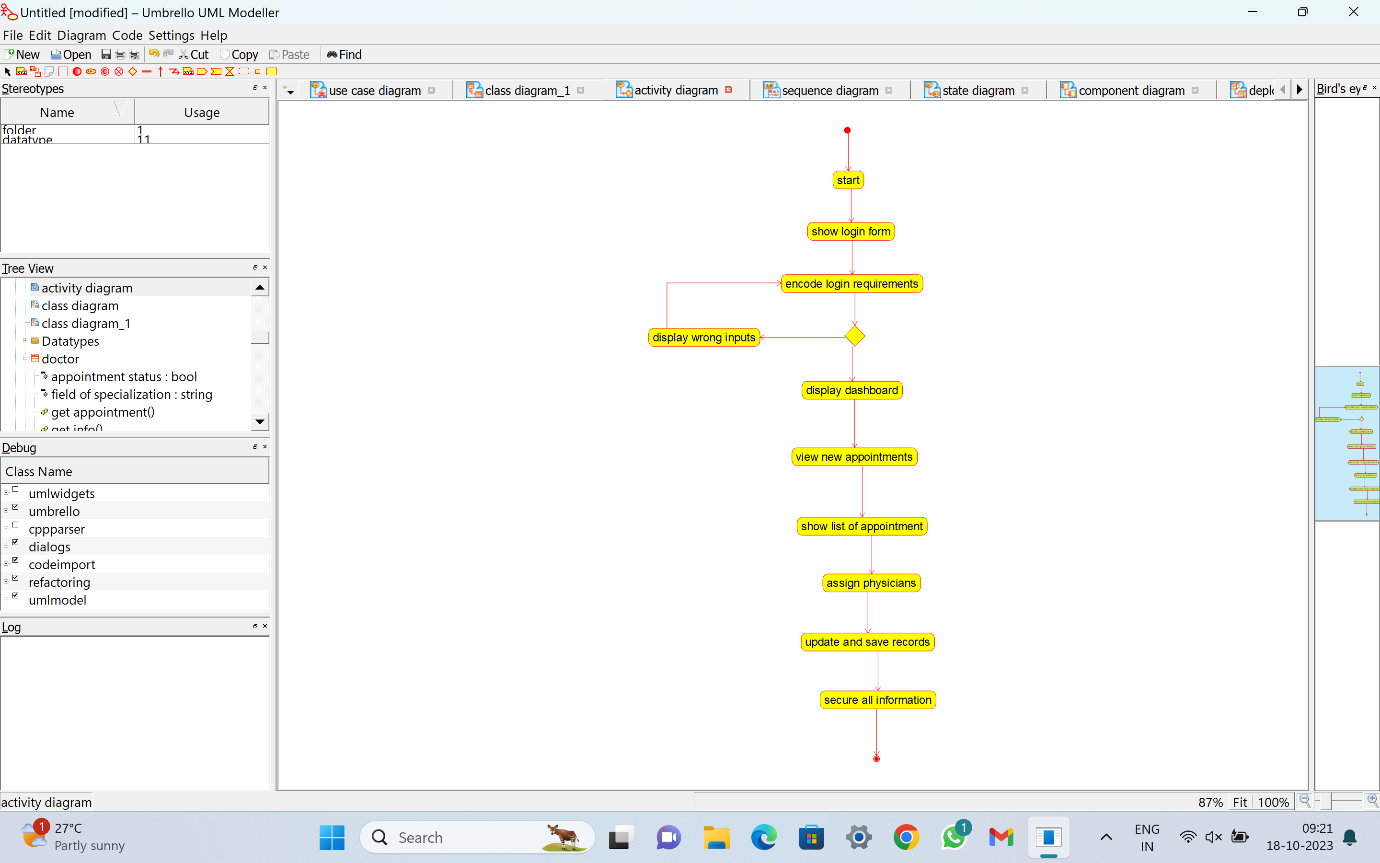 Untitled [modified] – Umbrello UML Modeller
File Edit Diagram Code Settings Help
New Open Cut Copy Paste Find
Stereotypes
Name Usage
folder 1
datatype 11
use case diagram class diagram_1 activity diagram sequence diagram state diagram component diagram deplo
Bird's ey
Tree View
activity diagram
class diagram
class diagram_1
Datatypes
doctor
appointment status : bool
field of specialization : string
get appointment()
get info()
Debug
Class Name
umlwidgets
umbrello
cppparser
dialogs
codeimport
refactoring
umlmodel
Log
start
show login form
encode login requirements
display wrong inputs
display dashboard
view new appointments
show list of appointment
assign physicians
update and save records
secure all information
activity diagram
87% Fit 100%
1
27°C
Partly sunny
Search
1
ENG
IN
09:21
18-10-2023